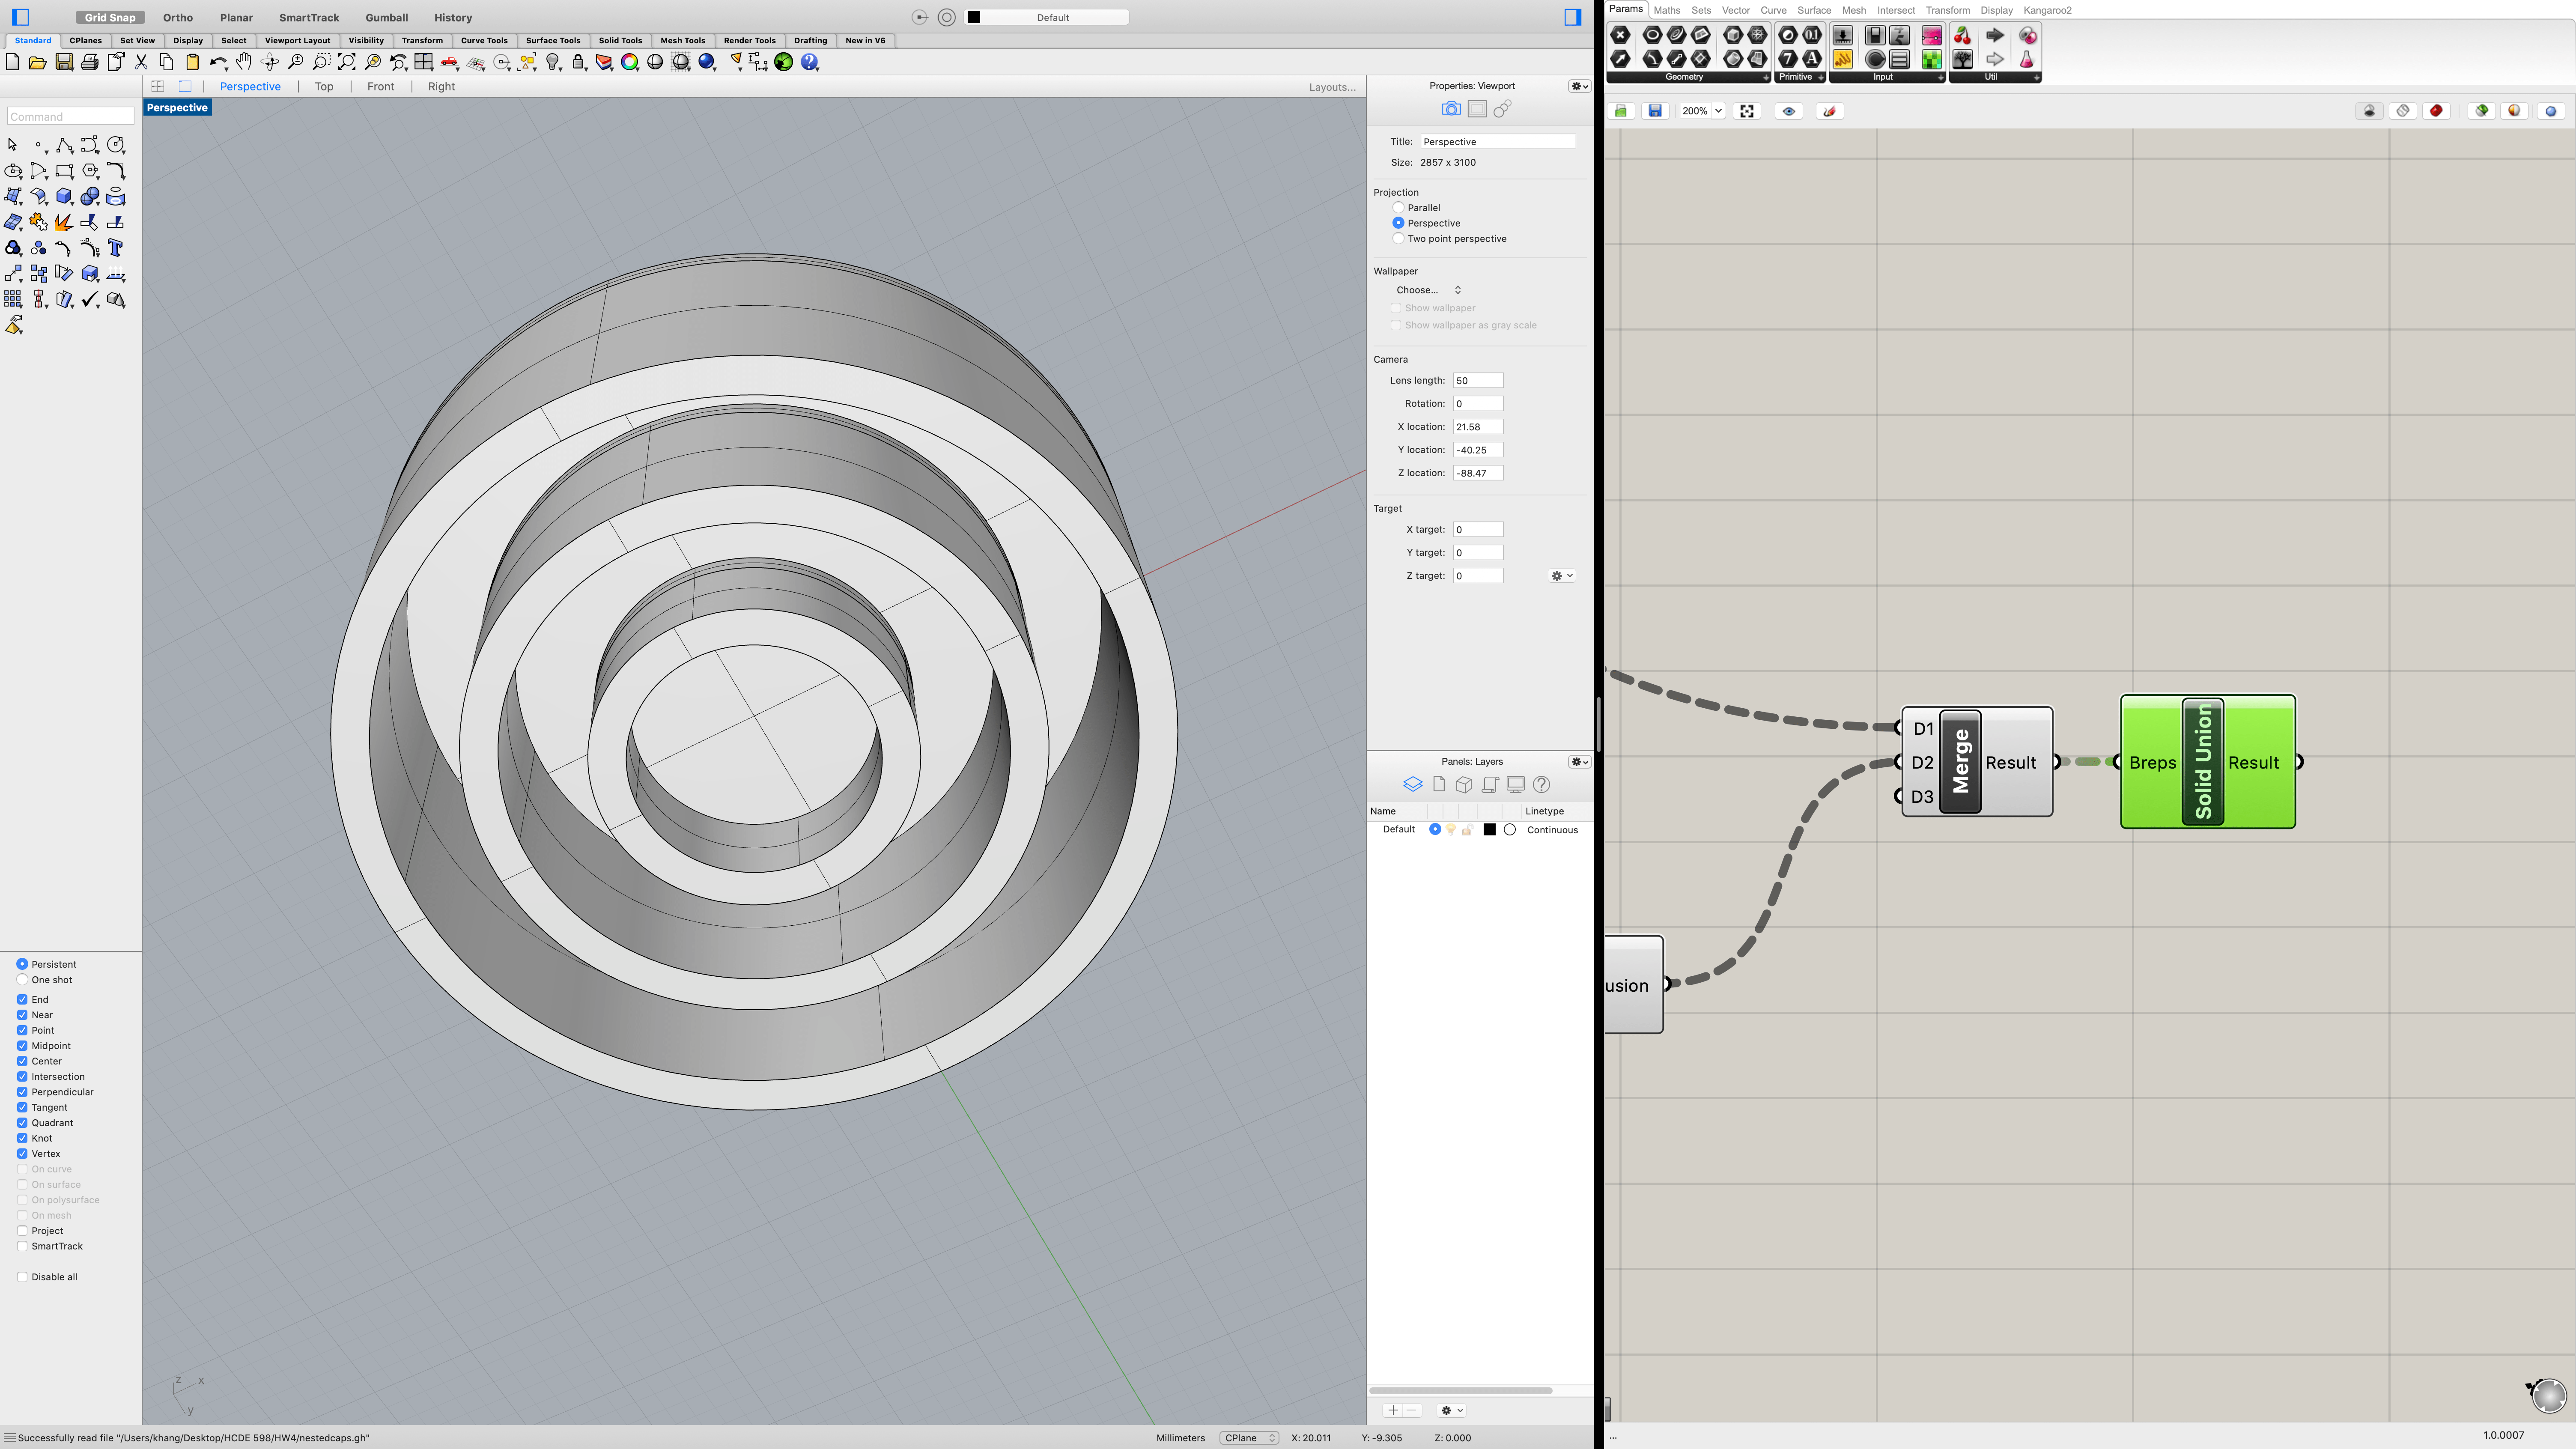 Grid Snap Ortho Planar SmartTrack Gumball History Default
Standard CPlanes Set View Display Select Viewport Layout Visibility Transform Curve Tools Surface Tools Solid Tools Mesh Tools Render Tools Drafting New in V6
Perspective Top Front Right Layouts...
Perspective
Command
Persistent
One shot
End
Near
Point
Midpoint
Center
Intersection
Perpendicular
Tangent
Quadrant
Knot
Vertex
On curve
On surface
On polysurface
On mesh
Project
SmartTrack
Disable all
z x
y
Properties: Viewport
Title: Perspective
Size: 2857 x 3100
Projection
Parallel
Perspective
Two point perspective
Wallpaper
Choose...
Show wallpaper
Show wallpaper as gray scale
Camera
Lens length: 50
Rotation: 0
X location: 21.58
Y location: -40.25
Z location: -88.47
Target
X target: 0
Y target: 0
Z target: 0
Panels: Layers
Name Linetype
Default Continuous
Successfully read file "/Users/khang/Desktop/HCDE 598/HW4/nestedcaps.gh" Millimeters CPlane X: 20.011 Y: -9.305 Z: 0.000
Params Maths Sets Vector Curve Surface Mesh Intersect Transform Display Kangaroo2
Geometry Primitive Input Util
200%
D1
D2
D3
Merge
Result
Breps
Solid Union
Result
usion
...
1.0.0007